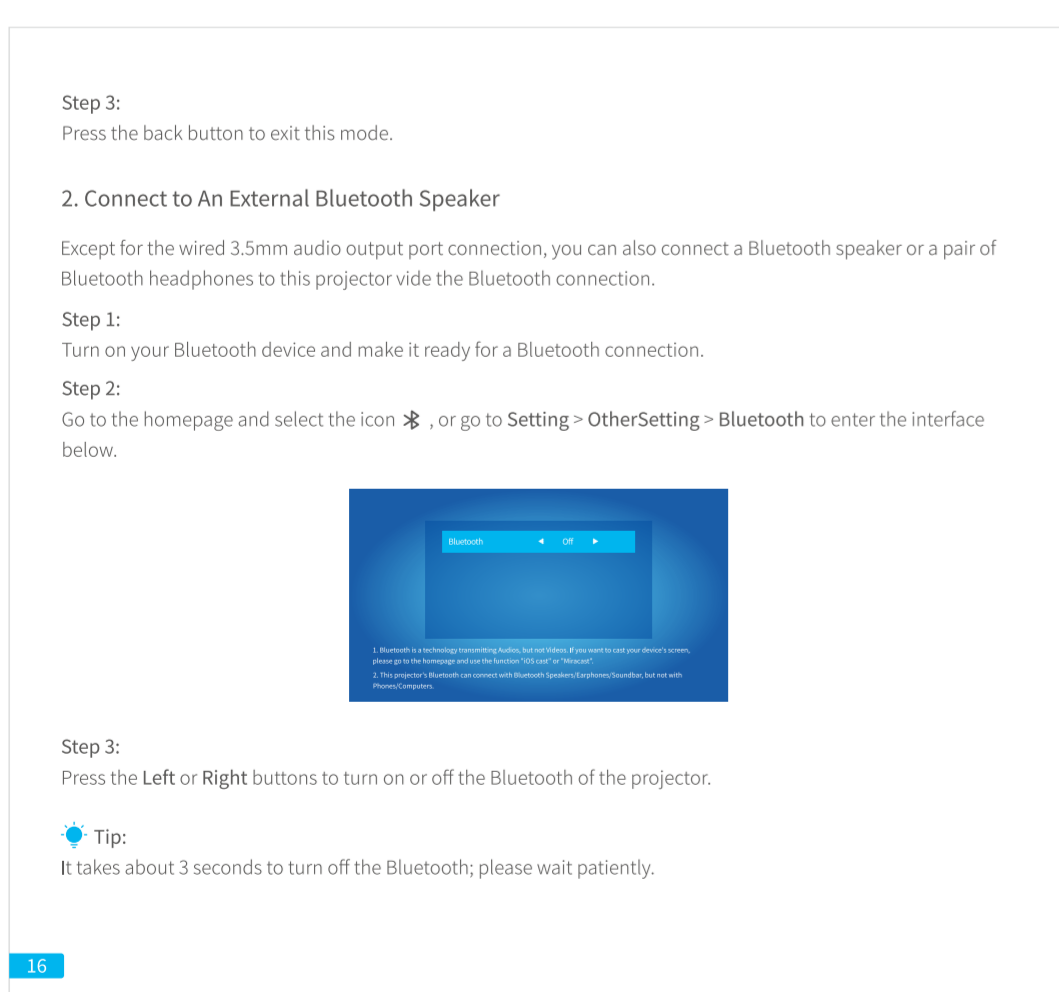 Step 3:
Press the back button to exit this mode.
2. Connect to An External Bluetooth Speaker
Except for the wired 3.5mm audio output port connection, you can also connect a Bluetooth speaker or a pair of
Bluetooth headphones to this projector vide the Bluetooth connection.
Step 1:
Turn on your Bluetooth device and make it ready for a Bluetooth connection.
Step 2:
Go to the homepage and select the icon , or go to Setting > OtherSetting > Bluetooth to enter the interface
below.
Bluetooth ◄ Off ►
1. Bluetooth is a technology transmitting Audios, but not Videos. If you want to cast your device's screen,
please go to the homepage and use the function "iOS cast" or "Miracast".
2. This projector's Bluetooth can connect with Bluetooth Speakers/Earphones/Soundbar, but not with
Phones/Computers.
Step 3:
Press the Left or Right buttons to turn on or off the Bluetooth of the projector.
Tip:
It takes about 3 seconds to turn off the Bluetooth; please wait patiently.
16